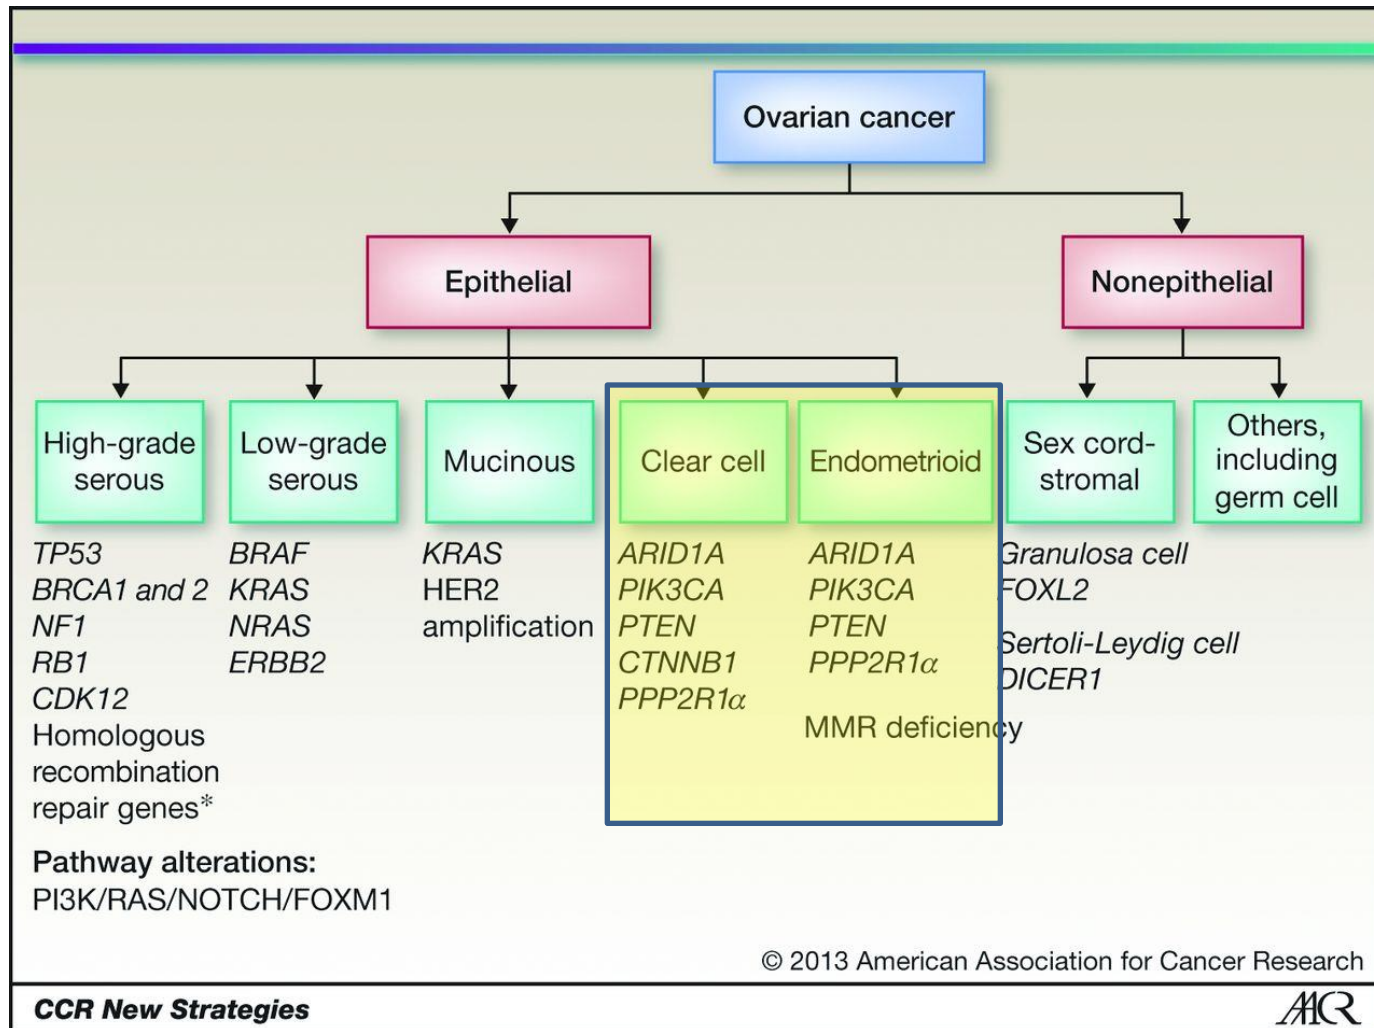 Ovarian cancer
Epithelial
Nonepithelial
High-grade
serous
Low-grade
serous
Mucinous
Clear cell
Endometrioid
Sex cord-
stromal
Others,
including
germ cell
TP53
BRCA1 and 2
NF1
RB1
CDK12
Homologous
recombination
repair genes*
BRAF
KRAS
NRAS
ERBB2
KRAS
HER2
amplification
ARID1A
PIK3CA
PTEN
CTNNB1
PPP2R1α
ARID1A
PIK3CA
PTEN
PPP2R1α
MMR deficiency
Granulosa cell
FOXL2
Sertoli-Leydig cell
DICER1
Pathway alterations:
PI3K/RAS/NOTCH/FOXM1
© 2013 American Association for Cancer Research
CCR New Strategies
AACR